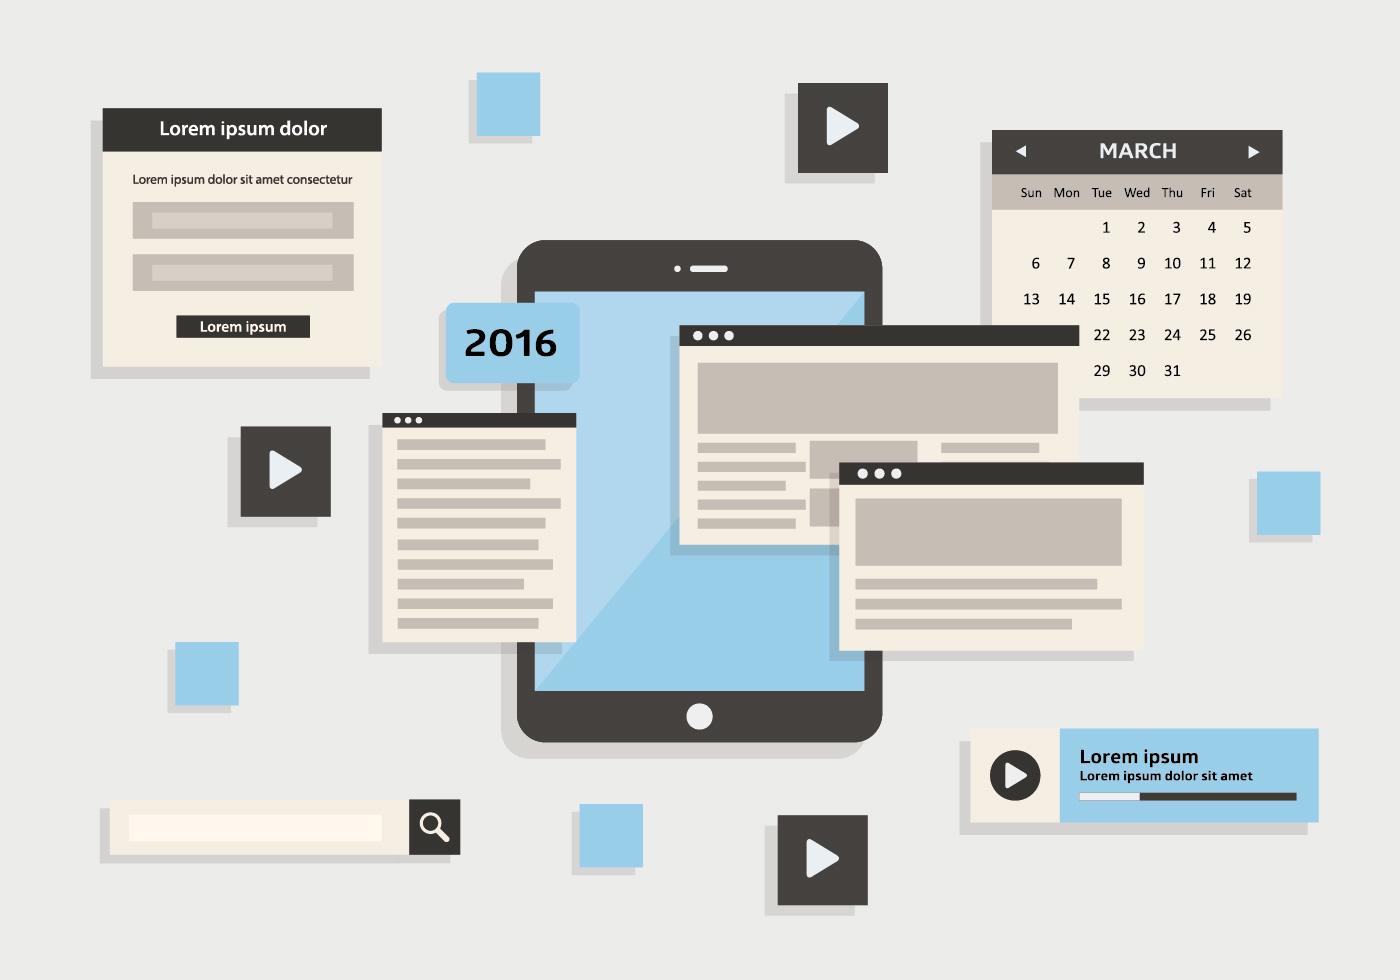 Lorem ipsum dolor
Lorem ipsum dolor sit amet consectetur
Lorem ipsum
MARCH
Sun Mon Tue Wed Thu Fri Sat
1 2 3 4 5
6 7 8 9 10 11 12
13 14 15 16 17 18 19
22 23 24 25 26
29 30 31
2016
Lorem ipsum
Lorem ipsum dolor sit amet